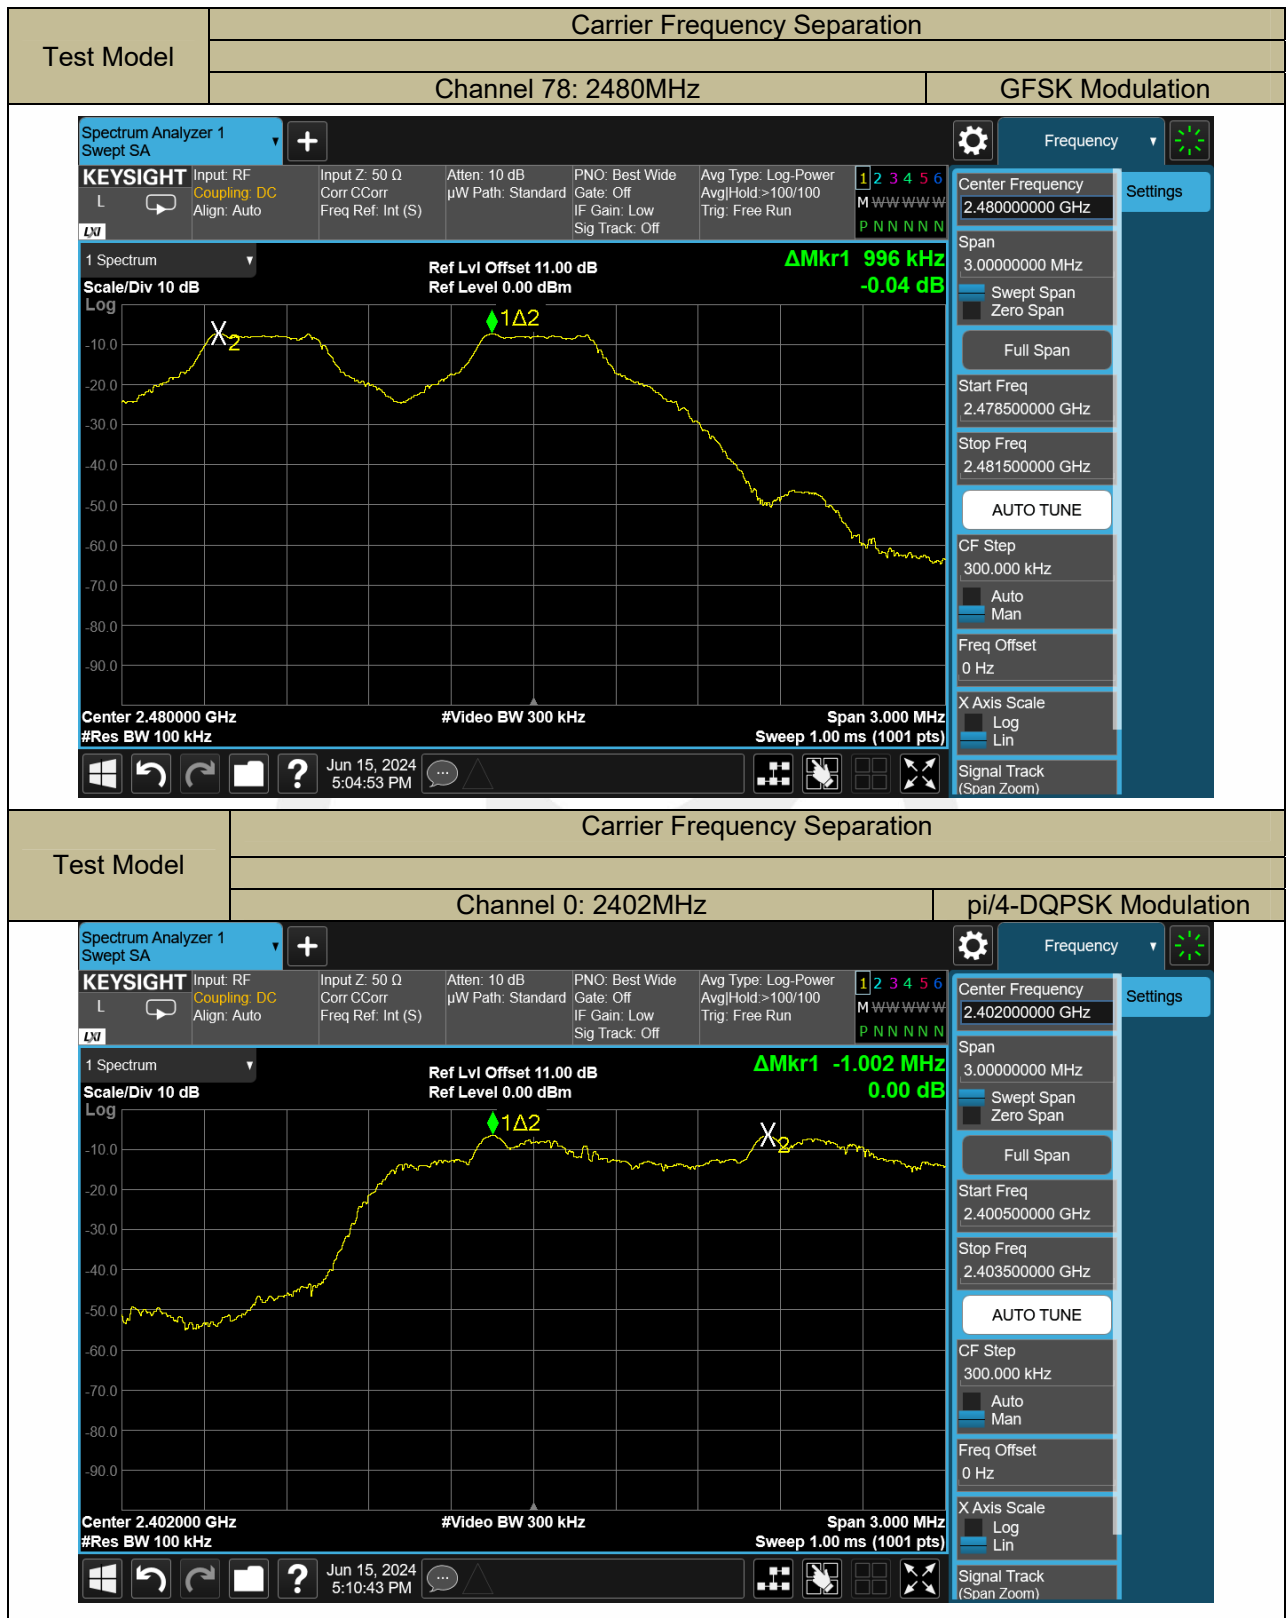 Test Model
Carrier Frequency Separation
Channel 78: 2480MHz
GFSK Modulation
Spectrum Analyzer 1
Swept SA
Frequency
KEYSIGHT
L
LXI
Input: RF
Coupling: DC
Align: Auto
Input Z: 50 Ω
Corr CCorr
Freq Ref: Int (S)
Atten: 10 dB
µW Path: Standard
PNO: Best Wide
Gate: Off
IF Gain: Low
Sig Track: Off
Avg Type: Log-Power
Avg|Hold:>100/100
Trig: Free Run
1 2 3 4 5 6
M W W W W W
P N N N N N
Center Frequency
2.480000000 GHz
Settings
Span
3.00000000 MHz
Swept Span
Zero Span
Full Span
Start Freq
2.478500000 GHz
Stop Freq
2.481500000 GHz
AUTO TUNE
CF Step
300.000 kHz
Auto
Man
Freq Offset
0 Hz
X Axis Scale
Log
Lin
Signal Track
(Span Zoom)
1 Spectrum
Scale/Div 10 dB
Log
Ref Lvl Offset 11.00 dB
Ref Level 0.00 dBm
ΔMkr1 996 kHz
-0.04 dB
1Δ2
X2
-10.0
-20.0
-30.0
-40.0
-50.0
-60.0
-70.0
-80.0
-90.0
Center 2.480000 GHz
#Res BW 100 kHz
#Video BW 300 kHz
Span 3.000 MHz
Sweep 1.00 ms (1001 pts)
?
Jun 15, 2024
5:04:53 PM
Test Model
Carrier Frequency Separation
Channel 0: 2402MHz
pi/4-DQPSK Modulation
Spectrum Analyzer 1
Swept SA
Frequency
KEYSIGHT
L
LXI
Input: RF
Coupling: DC
Align: Auto
Input Z: 50 Ω
Corr CCorr
Freq Ref: Int (S)
Atten: 10 dB
µW Path: Standard
PNO: Best Wide
Gate: Off
IF Gain: Low
Sig Track: Off
Avg Type: Log-Power
Avg|Hold:>100/100
Trig: Free Run
1 2 3 4 5 6
M W W W W W
P N N N N N
Center Frequency
2.402000000 GHz
Settings
Span
3.00000000 MHz
Swept Span
Zero Span
Full Span
Start Freq
2.400500000 GHz
Stop Freq
2.403500000 GHz
AUTO TUNE
CF Step
300.000 kHz
Auto
Man
Freq Offset
0 Hz
X Axis Scale
Log
Lin
Signal Track
(Span Zoom)
1 Spectrum
Scale/Div 10 dB
Log
Ref Lvl Offset 11.00 dB
Ref Level 0.00 dBm
ΔMkr1 -1.002 MHz
0.00 dB
1Δ2
X2
-10.0
-20.0
-30.0
-40.0
-50.0
-60.0
-70.0
-80.0
-90.0
Center 2.402000 GHz
#Res BW 100 kHz
#Video BW 300 kHz
Span 3.000 MHz
Sweep 1.00 ms (1001 pts)
?
Jun 15, 2024
5:10:43 PM